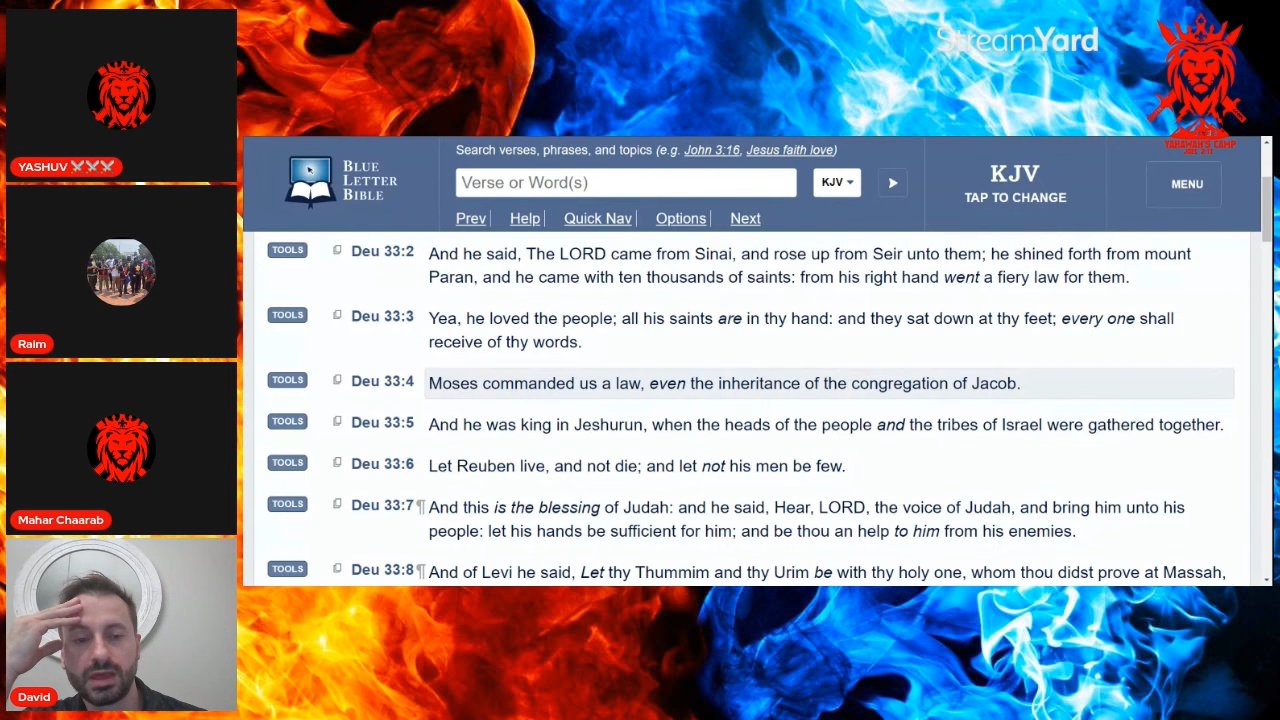 StreamYard
YAHAWAH'S CAMP
JOEL 2:11
YASHUV ⚔⚔⚔
Raim
Mahar Chaarab
David
BLUE
LETTER
BIBLE
Search verses, phrases, and topics (e.g. John 3:16, Jesus faith love)
Verse or Word(s)
KJV
Prev Help Quick Nav Options Next
KJV
TAP TO CHANGE
MENU
TOOLS Deu 33:2 And he said, The LORD came from Sinai, and rose up from Seir unto them; he shined forth from mount
Paran, and he came with ten thousands of saints: from his right hand went a fiery law for them.
TOOLS Deu 33:3 Yea, he loved the people; all his saints are in thy hand: and they sat down at thy feet; every one shall
receive of thy words.
TOOLS Deu 33:4 Moses commanded us a law, even the inheritance of the congregation of Jacob.
TOOLS Deu 33:5 And he was king in Jeshurun, when the heads of the people and the tribes of Israel were gathered together.
TOOLS Deu 33:6 Let Reuben live, and not die; and let not his men be few.
TOOLS Deu 33:7 ¶ And this is the blessing of Judah: and he said, Hear, LORD, the voice of Judah, and bring him unto his
people: let his hands be sufficient for him; and be thou an help to him from his enemies.
TOOLS Deu 33:8 ¶ And of Levi he said, Let thy Thummim and thy Urim be with thy holy one, whom thou didst prove at Massah,